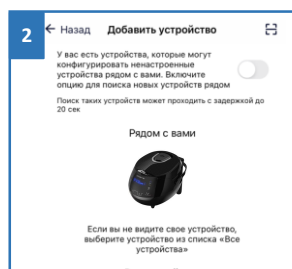 2
← Назад Добавить устройство
У вас есть устройства, которые могут
конфигурировать ненастроенные
устройства рядом с вами. Включите
опцию для поиска новых устройств рядом
Поиск таких устройств может проходить с задержкой до
20 сек
Рядом с вами
Если вы не видите свое устройство,
выберите устройство из списка «Все
устройства»